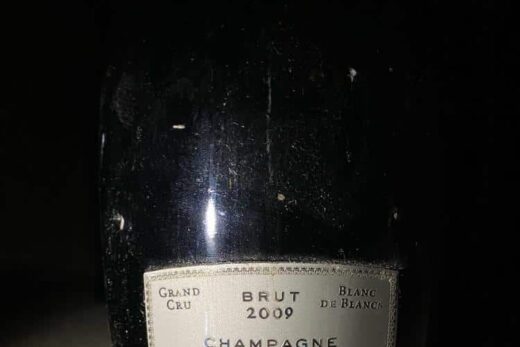 GRAND
CRU
BRUT
2009
BLANC
DE BLANCS
CHAMPAGNE